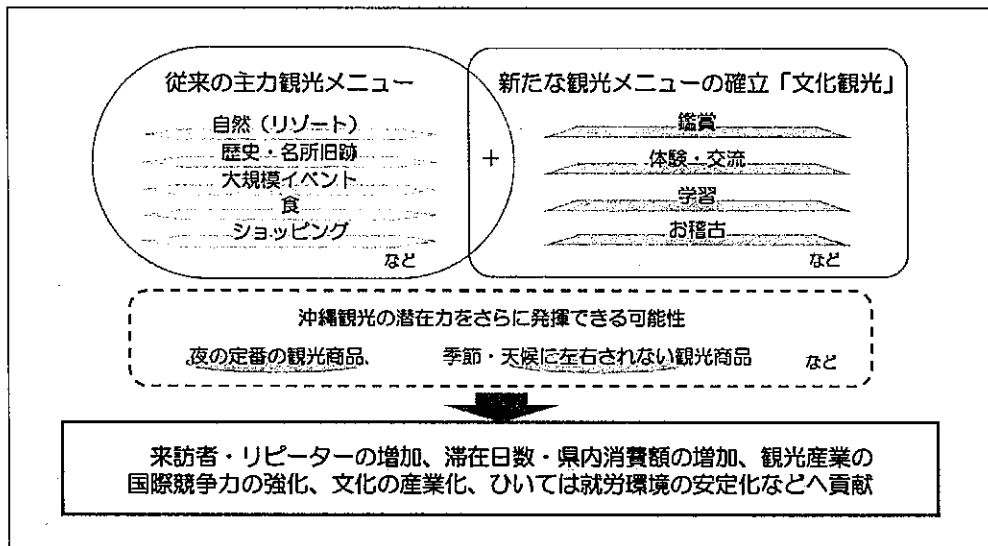 従来の主力観光メニュー
自然（リゾート）
歴史・名所旧跡
大規模イベント
食
ショッピング
など
+
新たな観光メニューの確立「文化観光」
鑑賞
体験・交流
学習
お稽古
など
沖縄観光の潜在力をさらに発揮できる可能性
夜の定番の観光商品、 季節・天候に左右されない観光商品 など
来訪者・リピーターの増加、滞在日数・県内消費額の増加、観光産業の
国際競争力の強化、文化の産業化、ひいては就労環境の安定化などへ貢献